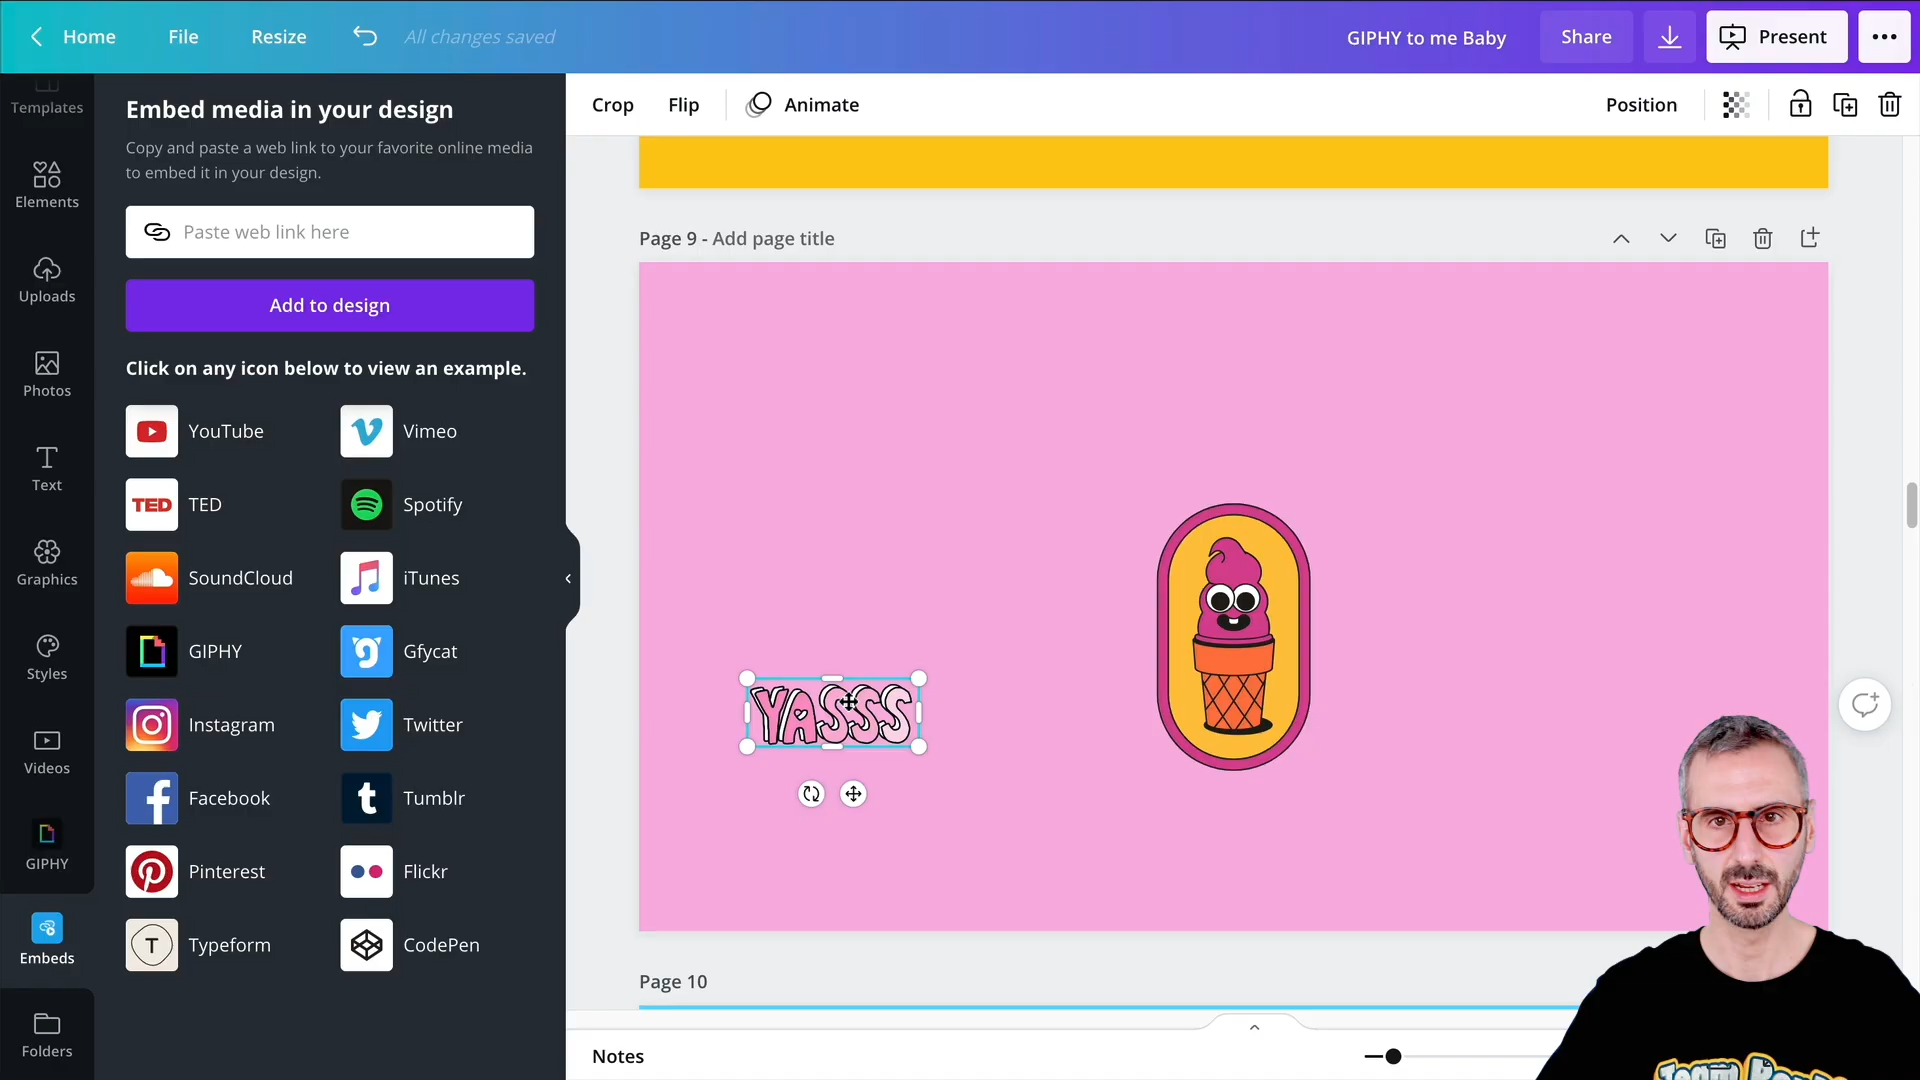 Home
File
Resize
All changes saved
GIPHY to me Baby
Share
Present
Templates
Elements
Uploads
Photos
Text
Graphics
Styles
Videos
GIPHY
Embeds
Folders
Embed media in your design
Copy and paste a web link to your favorite online media
to embed it in your design.
Paste web link here
Add to design
Click on any icon below to view an example.
YouTube
Vimeo
TED
TED
Spotify
SoundCloud
iTunes
GIPHY
Gfycat
Instagram
Twitter
Facebook
Tumblr
Pinterest
Flickr
T
Typeform
CodePen
Crop
Flip
Animate
Position
Page 9 - Add page title
YASSS
Page 10
Notes
Team